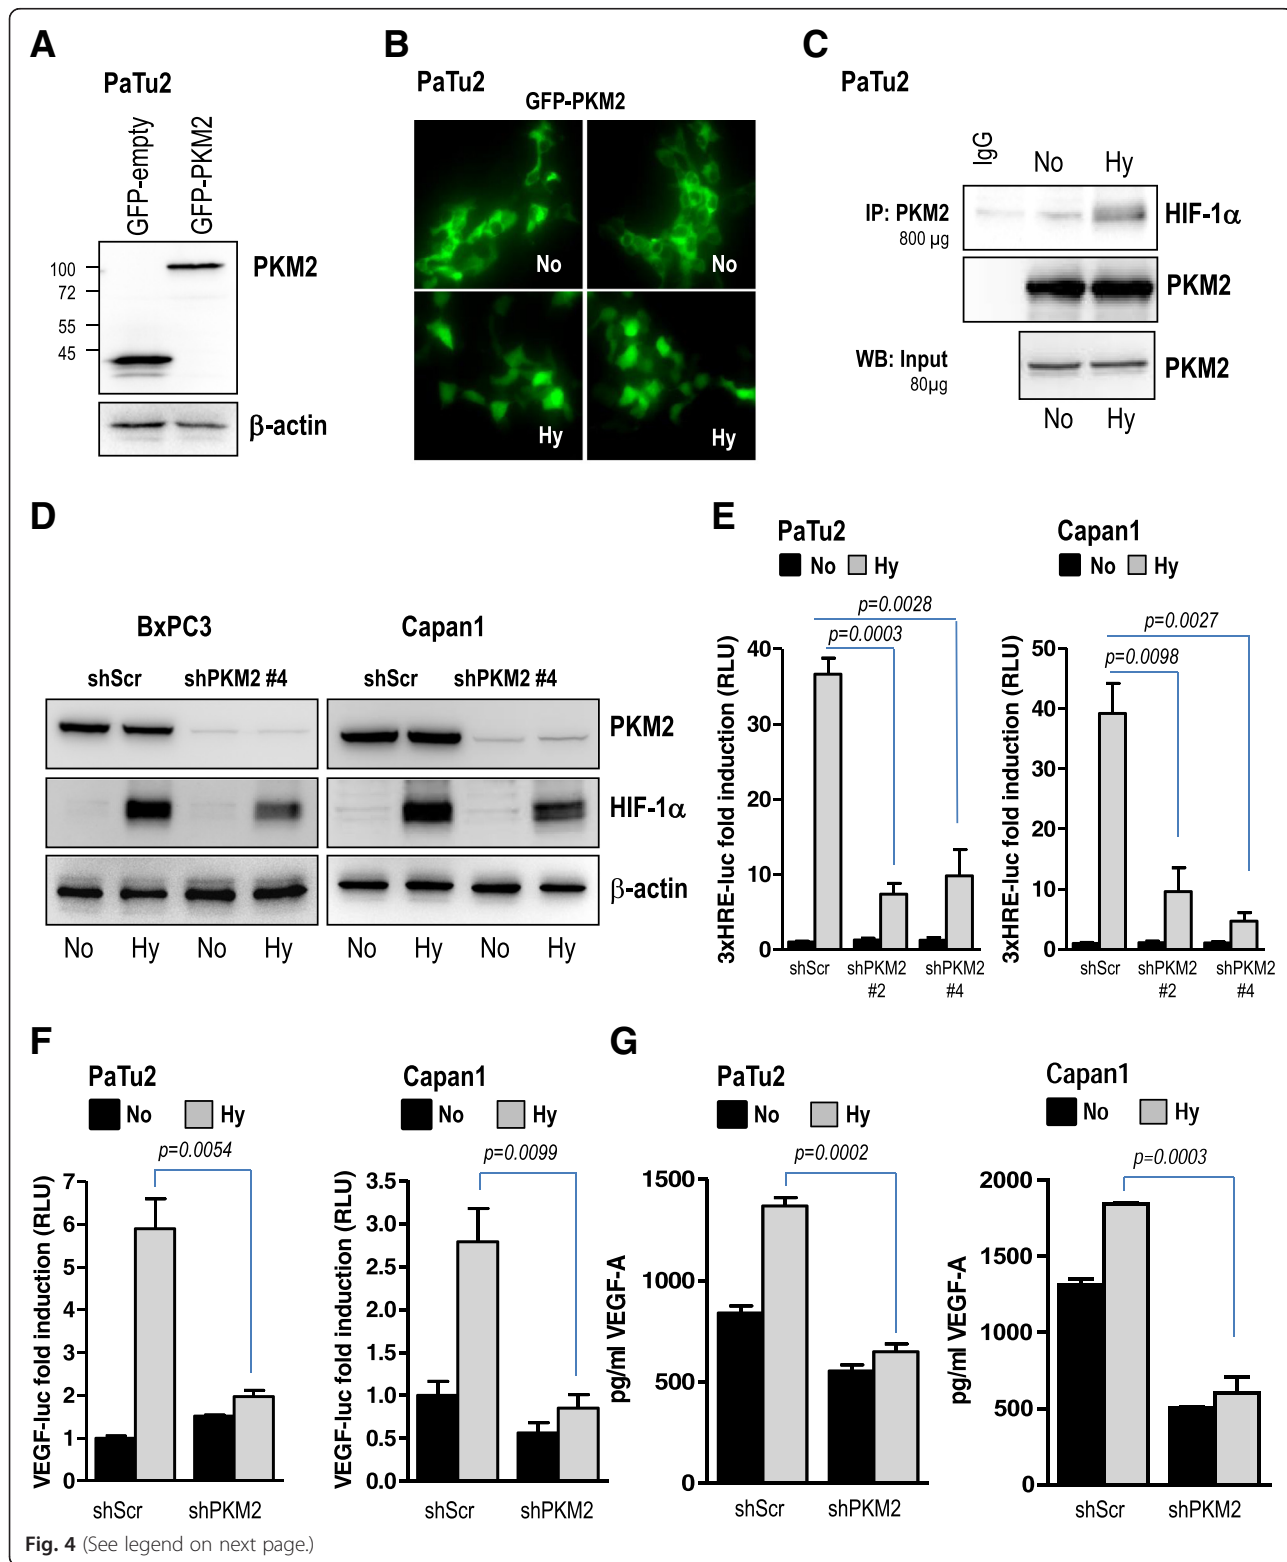 A
PaTu2
GFP-empty
GFP-PKM2
100
72
55
45
PKM2
β-actin
B
PaTu2
GFP-PKM2
No
No
Hy
Hy
C
PaTu2
IgG
No
Hy
IP: PKM2
800 µg
HIF-1α
PKM2
WB: Input
80µg
PKM2
No
Hy
D
BxPC3
Capan1
shScr
shPKM2 #4
shScr
shPKM2 #4
PKM2
HIF-1α
β-actin
No
Hy
No
Hy
No
Hy
No
Hy
E
PaTu2
No
Hy
p=0.0028
p=0.0003
3xHRE-luc fold induction (RLU)
40
30
20
10
0
shScr
shPKM2
#2
shPKM2
#4
Capan1
No
Hy
p=0.0027
p=0.0098
3xHRE-luc fold induction (RLU)
50
40
30
20
10
0
shScr
shPKM2
#2
shPKM2
#4
F
PaTu2
No
Hy
p=0.0054
VEGF-luc fold induction (RLU)
7
6
5
4
3
2
1
0
shScr
shPKM2
Capan1
No
Hy
p=0.0099
VEGF-luc fold induction (RLU)
3.5
3.0
2.5
2.0
1.5
1.0
0.5
0.0
shScr
shPKM2
G
PaTu2
No
Hy
p=0.0002
pg/ml VEGF-A
1500
1000
500
0
shScr
shPKM2
Capan1
No
Hy
p=0.0003
pg/ml VEGF-A
2000
1500
1000
500
0
shScr
shPKM2
Fig. 4 (See legend on next page.)